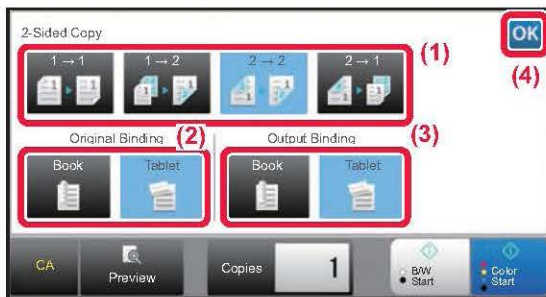 2-Sided Copy
OK
(1)
(4)
1 → 1
1 → 2
2 → 2
2 → 1
Original Binding
(2)
Output Binding
(3)
Book
Tablet
Book
Tablet
CA
Preview
Copies
1
B/W
Start
Color
Start